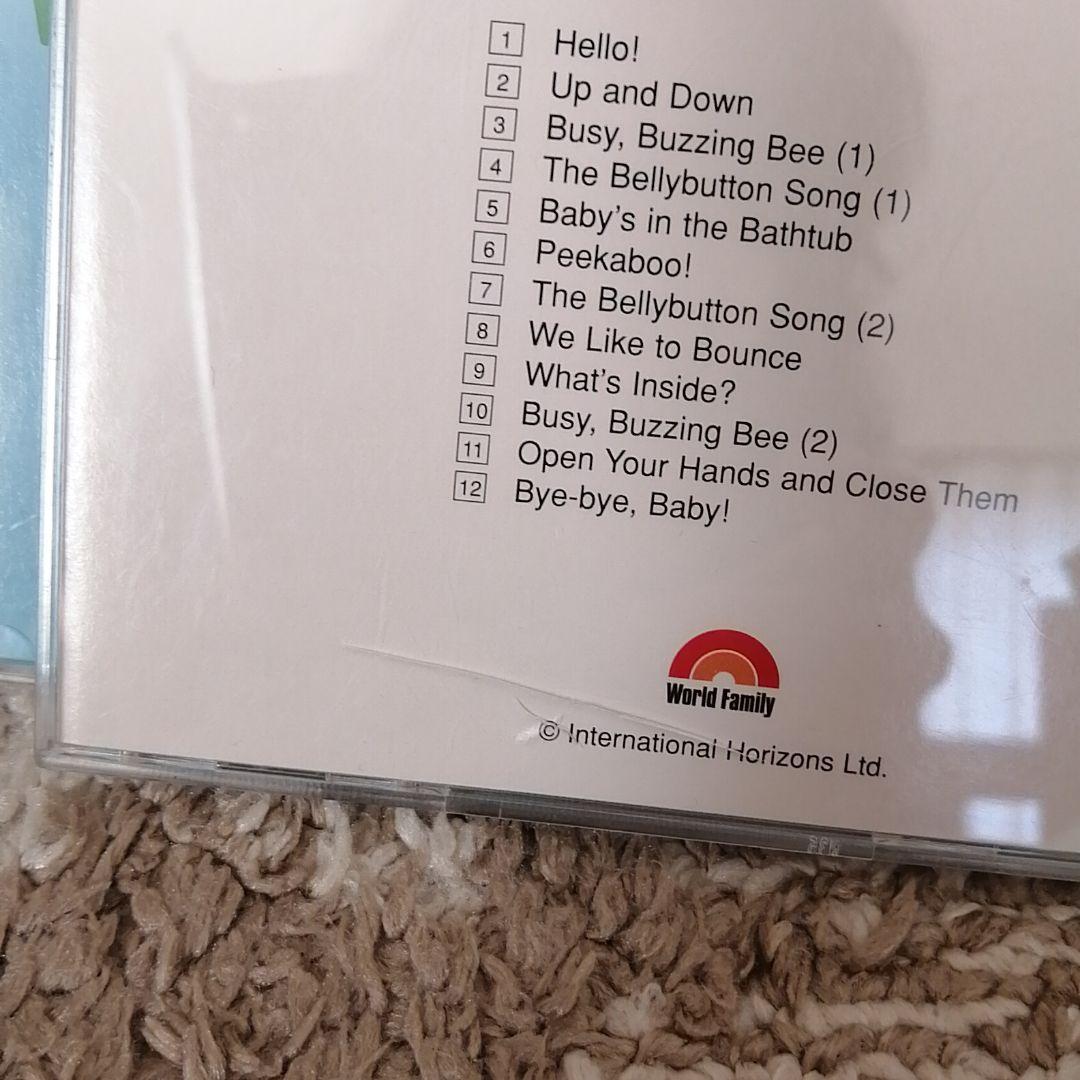 1 Hello!
2 Up and Down
3 Busy, Buzzing Bee (1)
4 The Bellybutton Song (1)
5 Baby's in the Bathtub
6 Peekaboo!
7 The Bellybutton Song (2)
8 We Like to Bounce
9 What's Inside?
10 Busy, Buzzing Bee (2)
11 Open Your Hands and Close Them
12 Bye-bye, Baby!
World Family
© International Horizons Ltd.